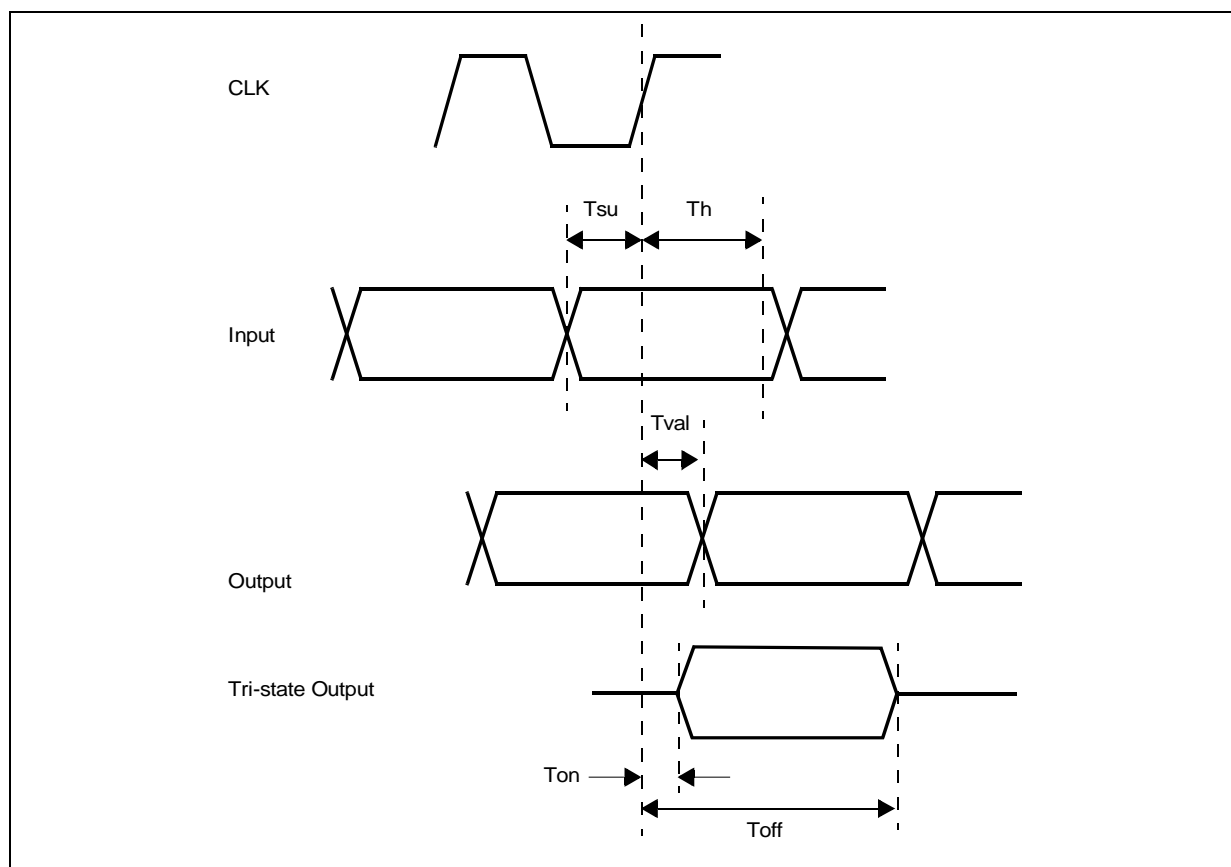 CLK
Tsu
Th
Input
Tval
Output
Tri-state Output
Ton
Toff